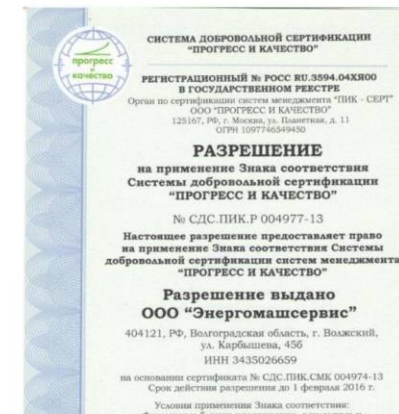 прогресс
и
качество
СИСТЕМА ДОБРОВОЛЬНОЙ СЕРТИФИКАЦИИ
“ПРОГРЕСС И КАЧЕСТВО”
РЕГИСТРАЦИОННЫЙ № РОСС RU.3594.04ХЯ00
В ГОСУДАРСТВЕННОМ РЕЕСТРЕ
Орган по сертификации систем менеджмента "ПИК - СЕРТ"
ООО "ПРОГРЕСС И КАЧЕСТВО"
125167, РФ, г. Москва, ул. Планетная, д. 11
ОГРН 1097746549450
РАЗРЕШЕНИЕ
на применение Знака соответствия
Системы добровольной сертификации
“ПРОГРЕСС И КАЧЕСТВО”
№ СДС.ПИК.Р 004977-13
Настоящее разрешение предоставляет право
на применение Знака соответствия Системы
добровольной сертификации систем менеджмента
“ПРОГРЕСС И КАЧЕСТВО”
Разрешение выдано
ООО “Энергомашсервис”
404121, РФ, Волгоградская область, г. Волжский,
ул. Карбышева, 45б
ИНН 3435026659
на основании сертификата № СДС.ПИК.СМК 004974-13
Срок действия разрешения до 1 февраля 2016 г.
Условия применения Знака соответствия: